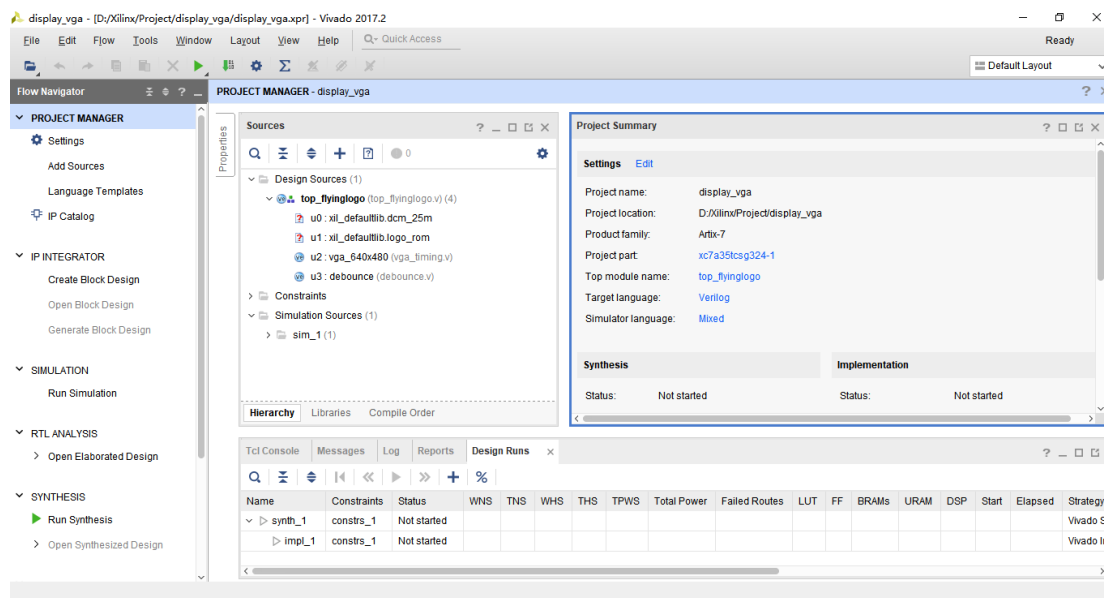 display_vga - [D:/Xilinx/Project/display_vga/display_vga.xpr] - Vivado 2017.2
File Edit Flow Tools Window Layout View Help Quick Access Ready
Default Layout
Flow Navigator
PROJECT MANAGER
Settings
Add Sources
Language Templates
IP Catalog
IP INTEGRATOR
Create Block Design
Open Block Design
Generate Block Design
SIMULATION
Run Simulation
RTL ANALYSIS
Open Elaborated Design
SYNTHESIS
Run Synthesis
Open Synthesized Design
PROJECT MANAGER - display_vga
Properties
Sources
0
Design Sources (1)
top_flyinglogo (top_flyinglogo.v) (4)
u0 : xil_defaultlib.dcm_25m
u1 : xil_defaultlib.logo_rom
u2 : vga_640x480 (vga_timing.v)
u3 : debounce (debounce.v)
Constraints
Simulation Sources (1)
sim_1 (1)
Hierarchy Libraries Compile Order
Project Summary
Settings Edit
Project name: display_vga
Project location: D:/Xilinx/Project/display_vga
Product family: Artix-7
Project part: xc7a35tcsg324-1
Top module name: top_flyinglogo
Target language: Verilog
Simulator language: Mixed
Synthesis Implementation
Status: Not started Status: Not started
Tcl Console Messages Log Reports Design Runs
Name Constraints Status WNS TNS WHS THS TPWS Total Power Failed Routes LUT FF BRAMs URAM DSP Start Elapsed Strategy
synth_1 constrs_1 Not started Vivado S
impl_1 constrs_1 Not started Vivado I